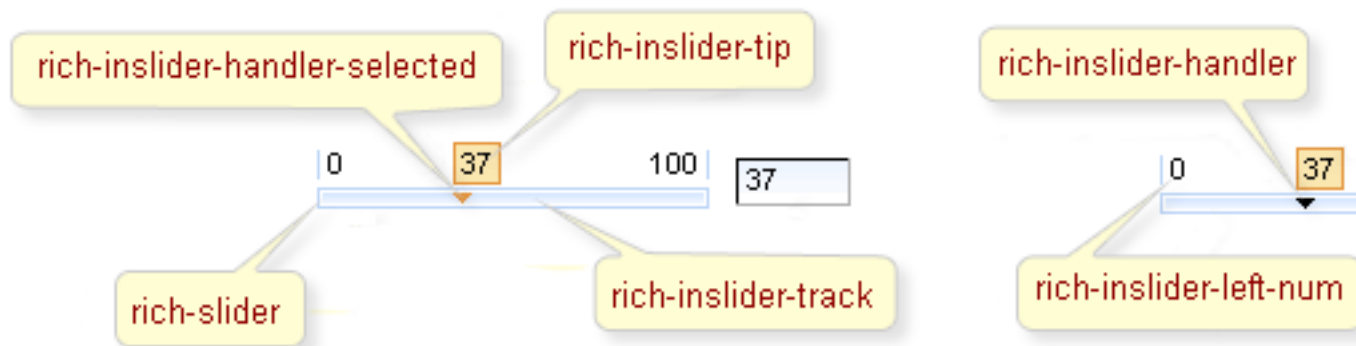 rich-inslider-handler-selected
rich-inslider-tip
0
37
100
37
rich-slider
rich-inslider-track
rich-inslider-handler
0
37
rich-inslider-left-num